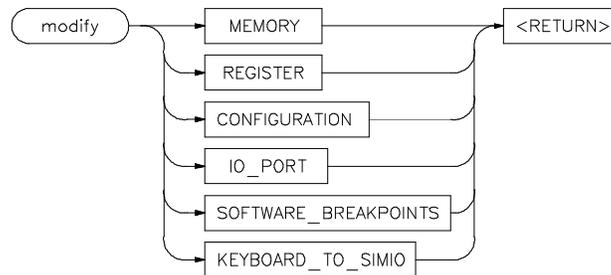 modify
MEMORY
<RETURN>
REGISTER
CONFIGURATION
IO_PORT
SOFTWARE_BREAKPOINTS
KEYBOARD_TO_SIMIO